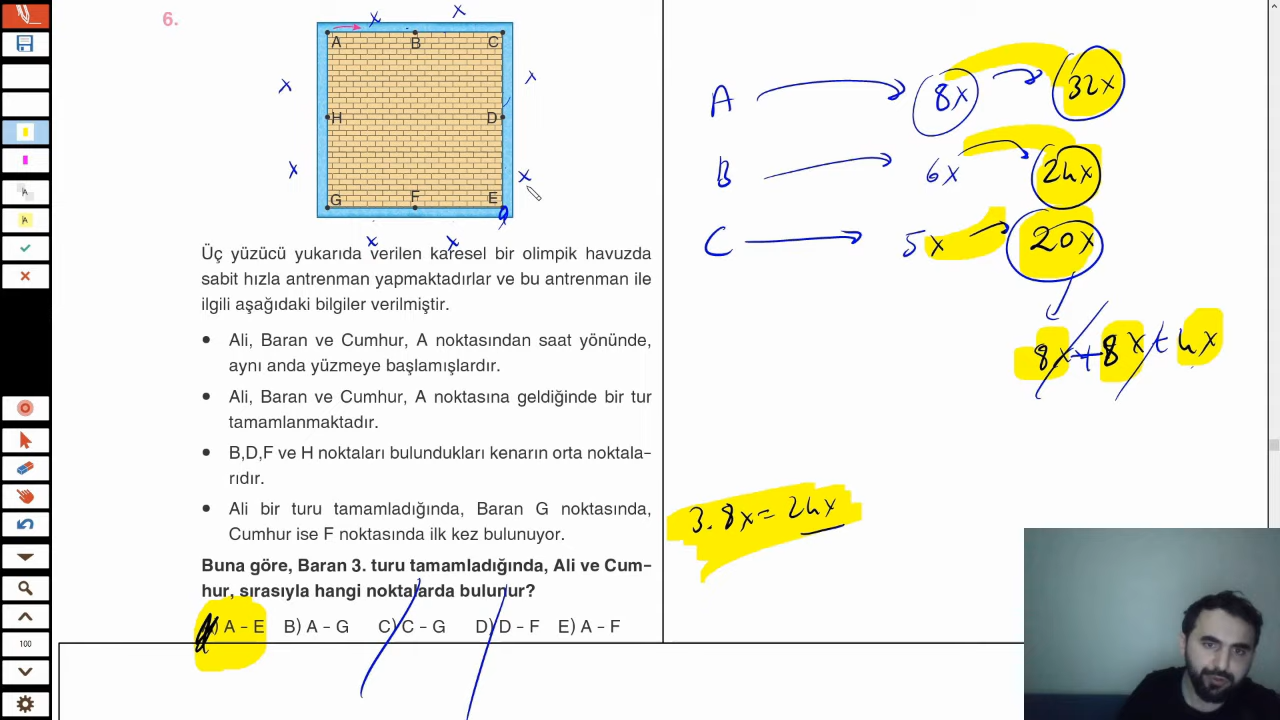 6.
x
x
A B C
x
x
H D
x
x
G F E
x
x
Üç yüzücü yukarıda verilen karesel bir olimpik havuzda
sabit hızla antrenman yapmaktadırlar ve bu antrenman ile
ilgili aşağıdaki bilgiler verilmiştir.
• Ali, Baran ve Cumhur, A noktasından saat yönünde,
aynı anda yüzmeye başlamışlardır.
• Ali, Baran ve Cumhur, A noktasına geldiğinde bir tur
tamamlanmaktadır.
• B,D,F ve H noktaları bulundukları kenarın orta noktala-
rıdır.
• Ali bir turu tamamladığında, Baran G noktasında,
Cumhur ise F noktasında ilk kez bulunuyor.
Buna göre, Baran 3. turu tamamladığında, Ali ve Cum-
hur, sırasıyla hangi noktalarda bulunur?
A – E B) A – G C) C – G D) D – F E) A – F
A 8x 32x
B 6x 24x
C 5x 20x
8x + 8x + 4x
3.8x = 24x
A
A
100